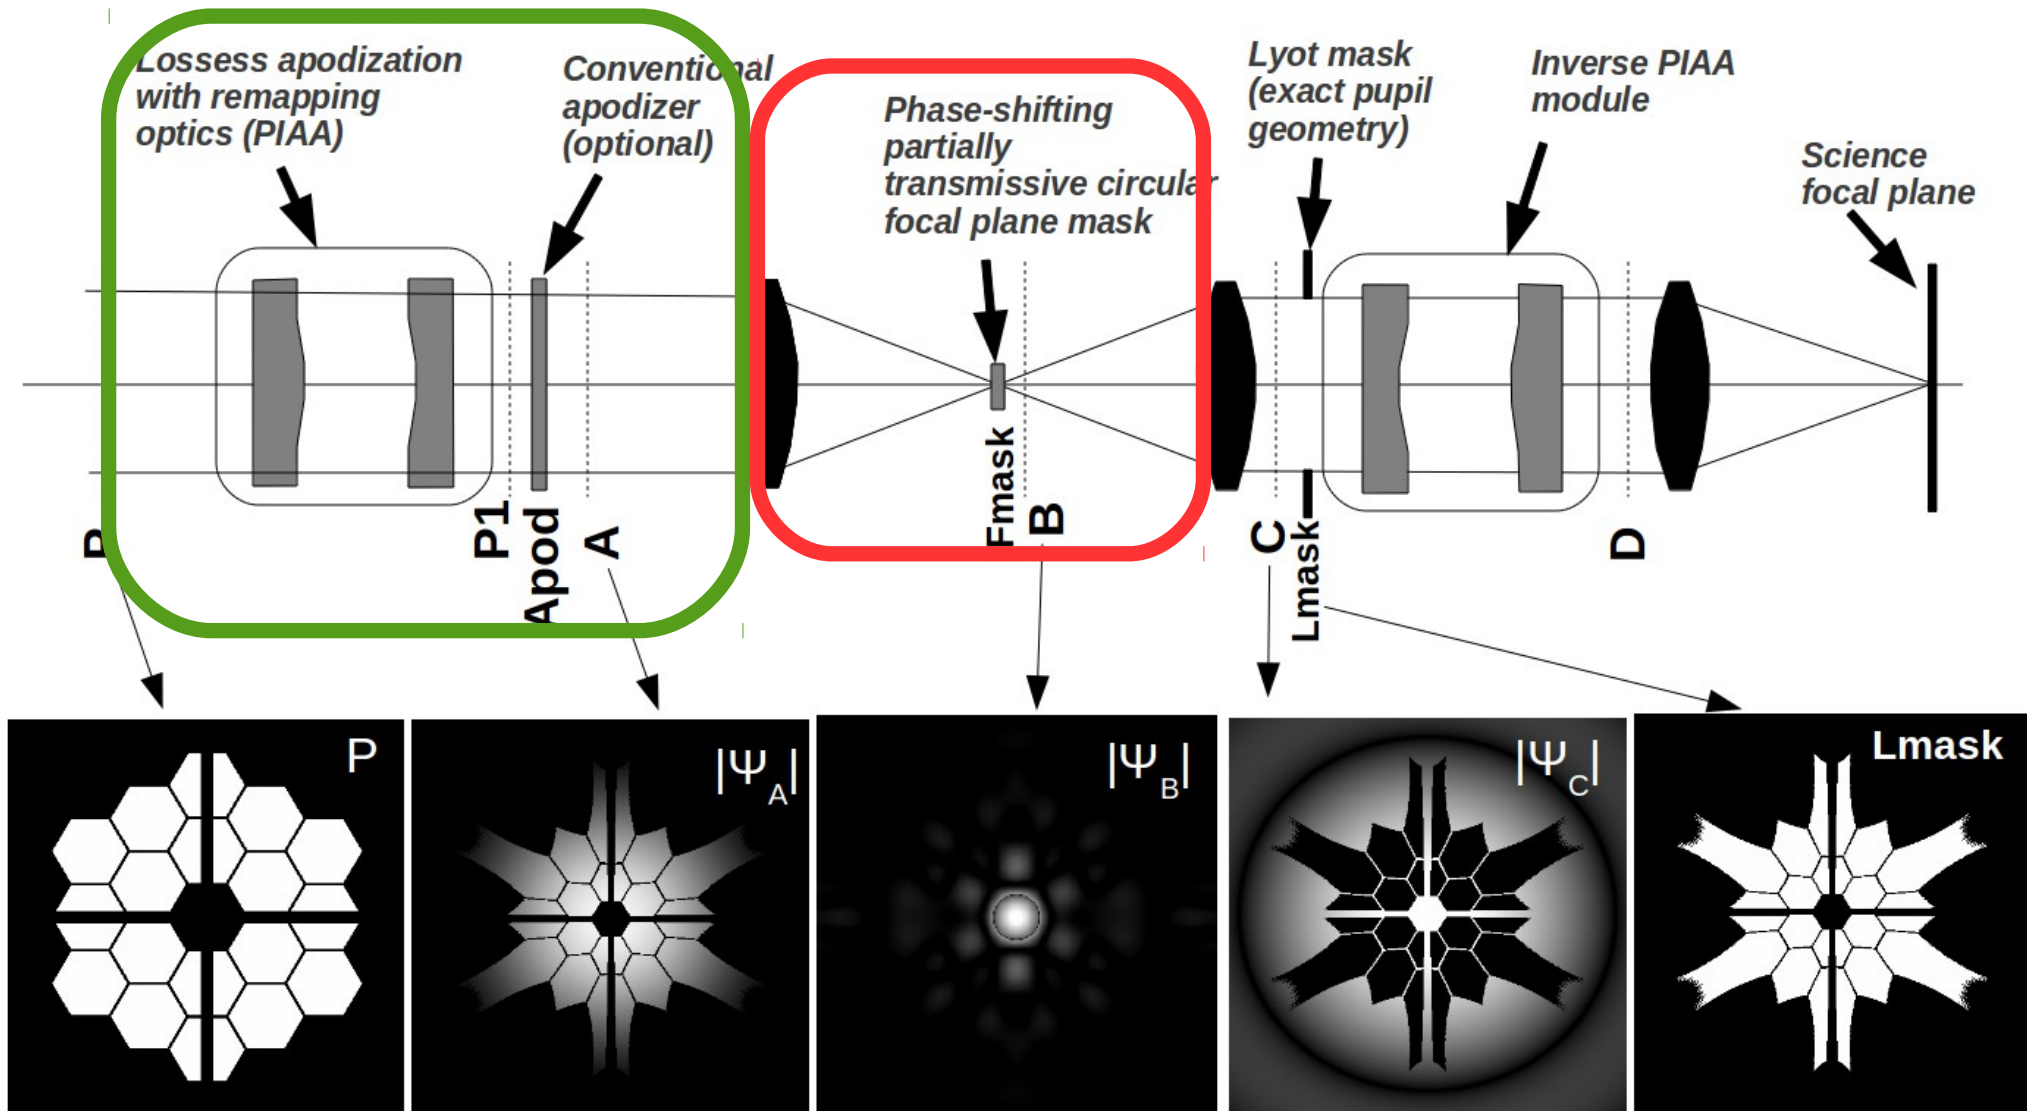 Lossess apodization
with remapping
optics (PIAA)
Conventional
apodizer
(optional)
Phase-shifting
partially
transmissive circular
focal plane mask
Lyot mask
(exact pupil
geometry)
Inverse PIAA
module
Science
focal plane
P
P1
Apod
A
Fmask
B
C
Lmask
D
P
|Ψ_A|
|Ψ_B|
|Ψ_C|
Lmask